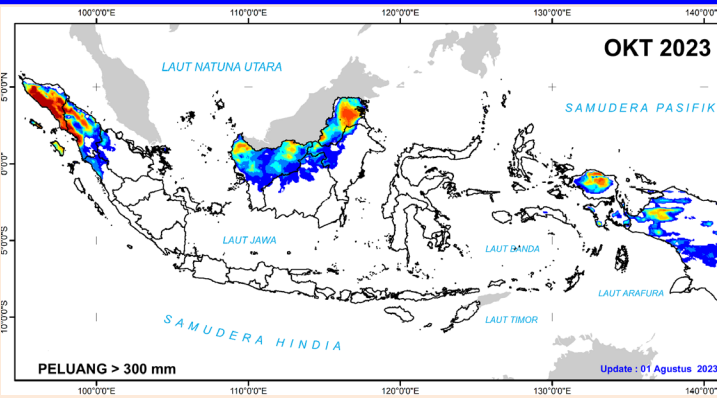 100°0'0"E 110°0'0"E 120°0'0"E 130°0'0"E 140°0'0"E
OKT 2023
LAUT NATUNA UTARA
5°0'0"N
SAMUDERA PASIFIK
0°0'0"
LAUT JAWA
LAUT BANDA
5°0'0"S
LAUT ARAFURA
10°0'0"S
SAMUDERA HINDIA
LAUT TIMOR
PELUANG > 300 mm
Update : 01 Agustus 2023
100°0'0"E 110°0'0"E 120°0'0"E 130°0'0"E 140°0'0"E